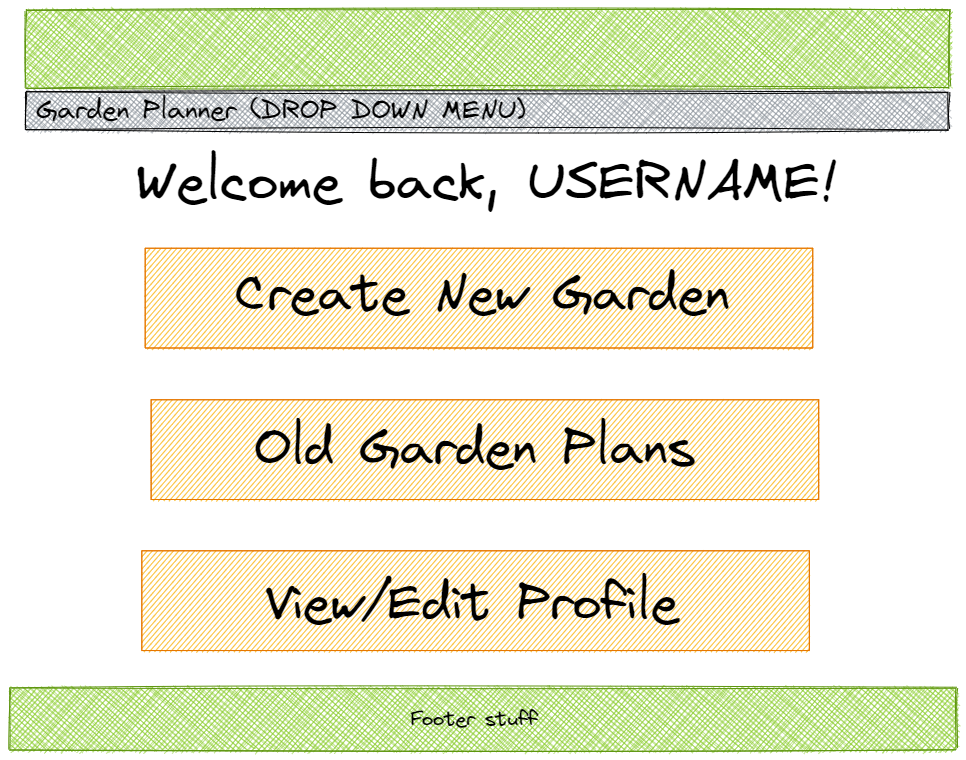 Garden Planner (DROP DOWN MENU)
Welcome back, USERNAME!
Create New Garden
Old Garden Plans
View/Edit Profile
Footer stuff